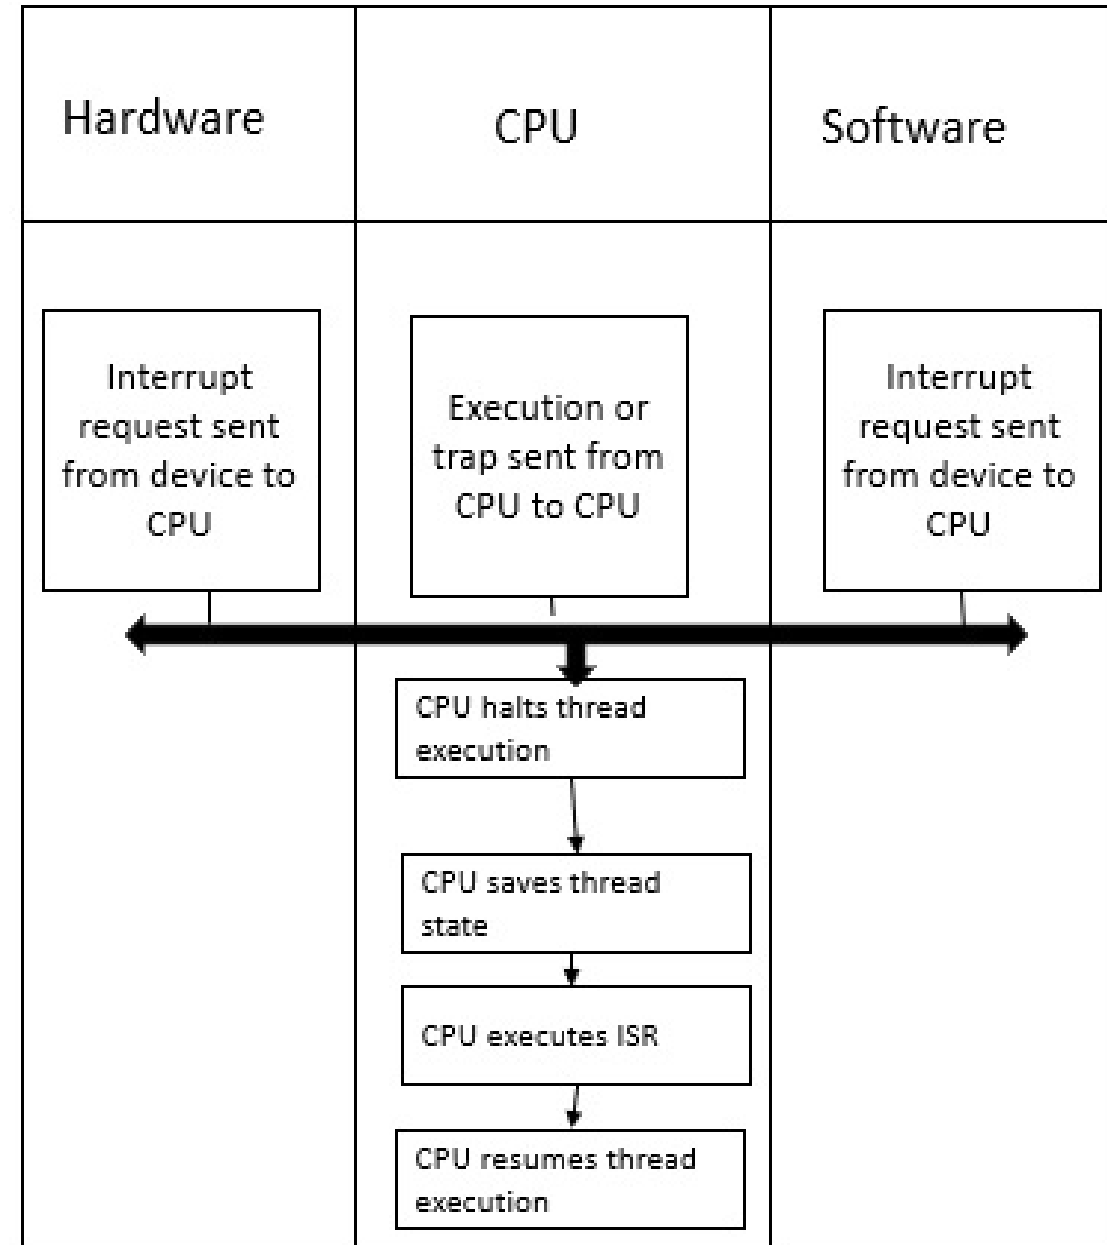 Hardware
CPU
Software
Interrupt
request sent
from device to
CPU
Execution or
trap sent from
CPU to CPU
Interrupt
request sent
from device to
CPU
CPU halts thread
execution
CPU saves thread
state
CPU executes ISR
CPU resumes thread
execution